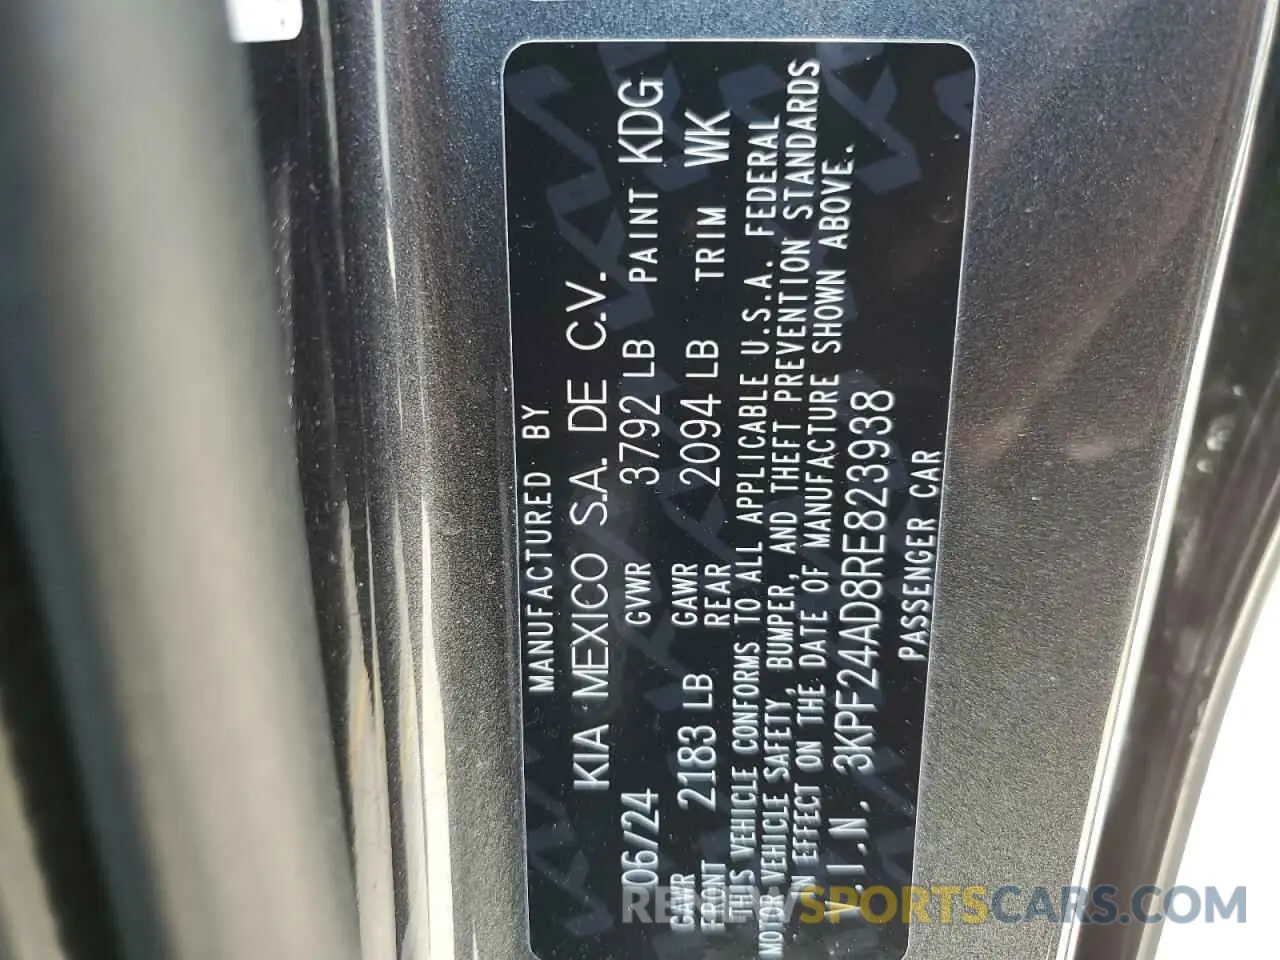 MANUFACTURED BY
KIA MEXICO S.A. DE C.V.
06/24 GVWR 3792 LB PAINT KDG
GAWR FRONT 2183 LB GAWR REAR 2094 LB TRIM WK
THIS VEHICLE CONFORMS TO ALL APPLICABLE U.S.A. FEDERAL
MOTOR VEHICLE SAFETY, BUMPER, AND THEFT PREVENTION STANDARDS
IN EFFECT ON THE DATE OF MANUFACTURE SHOWN ABOVE.
V.I.N. 3KPF24AD8RE823938
PASSENGER CAR
RENEWSPORTSCARS.COM